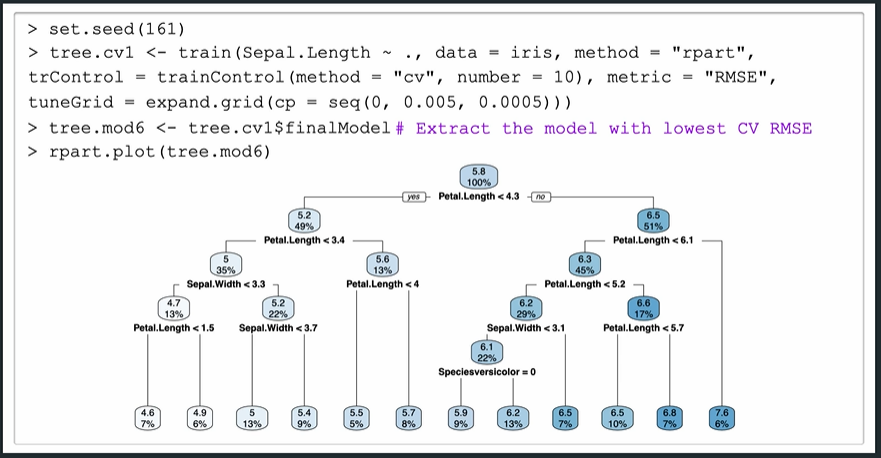 > set.seed(161)
> tree.cv1 <- train(Sepal.Length ~ ., data = iris, method = "rpart",
trControl = trainControl(method = "cv", number = 10), metric = "RMSE",
tuneGrid = expand.grid(cp = seq(0, 0.005, 0.0005)))
> tree.mod6 <- tree.cv1$finalModel # Extract the model with lowest CV RMSE
> rpart.plot(tree.mod6)
5.8
100%
yes Petal.Length < 4.3 no
5.2 6.5
49% 51%
Petal.Length < 3.4 Petal.Length < 6.1
5 5.6 6.3
35% 13% 45%
Sepal.Width < 3.3 Petal.Length < 4 Petal.Length < 5.2
4.7 5.2 6.2 6.6
13% 22% 29% 17%
Petal.Length < 1.5 Sepal.Width < 3.7 Sepal.Width < 3.1 Petal.Length < 5.7
6.1
22%
Speciesversicolor = 0
4.6 4.9 5 5.4 5.5 5.7 5.9 6.2 6.5 6.5 6.8 7.6
7% 6% 13% 9% 5% 8% 9% 13% 7% 10% 7% 6%